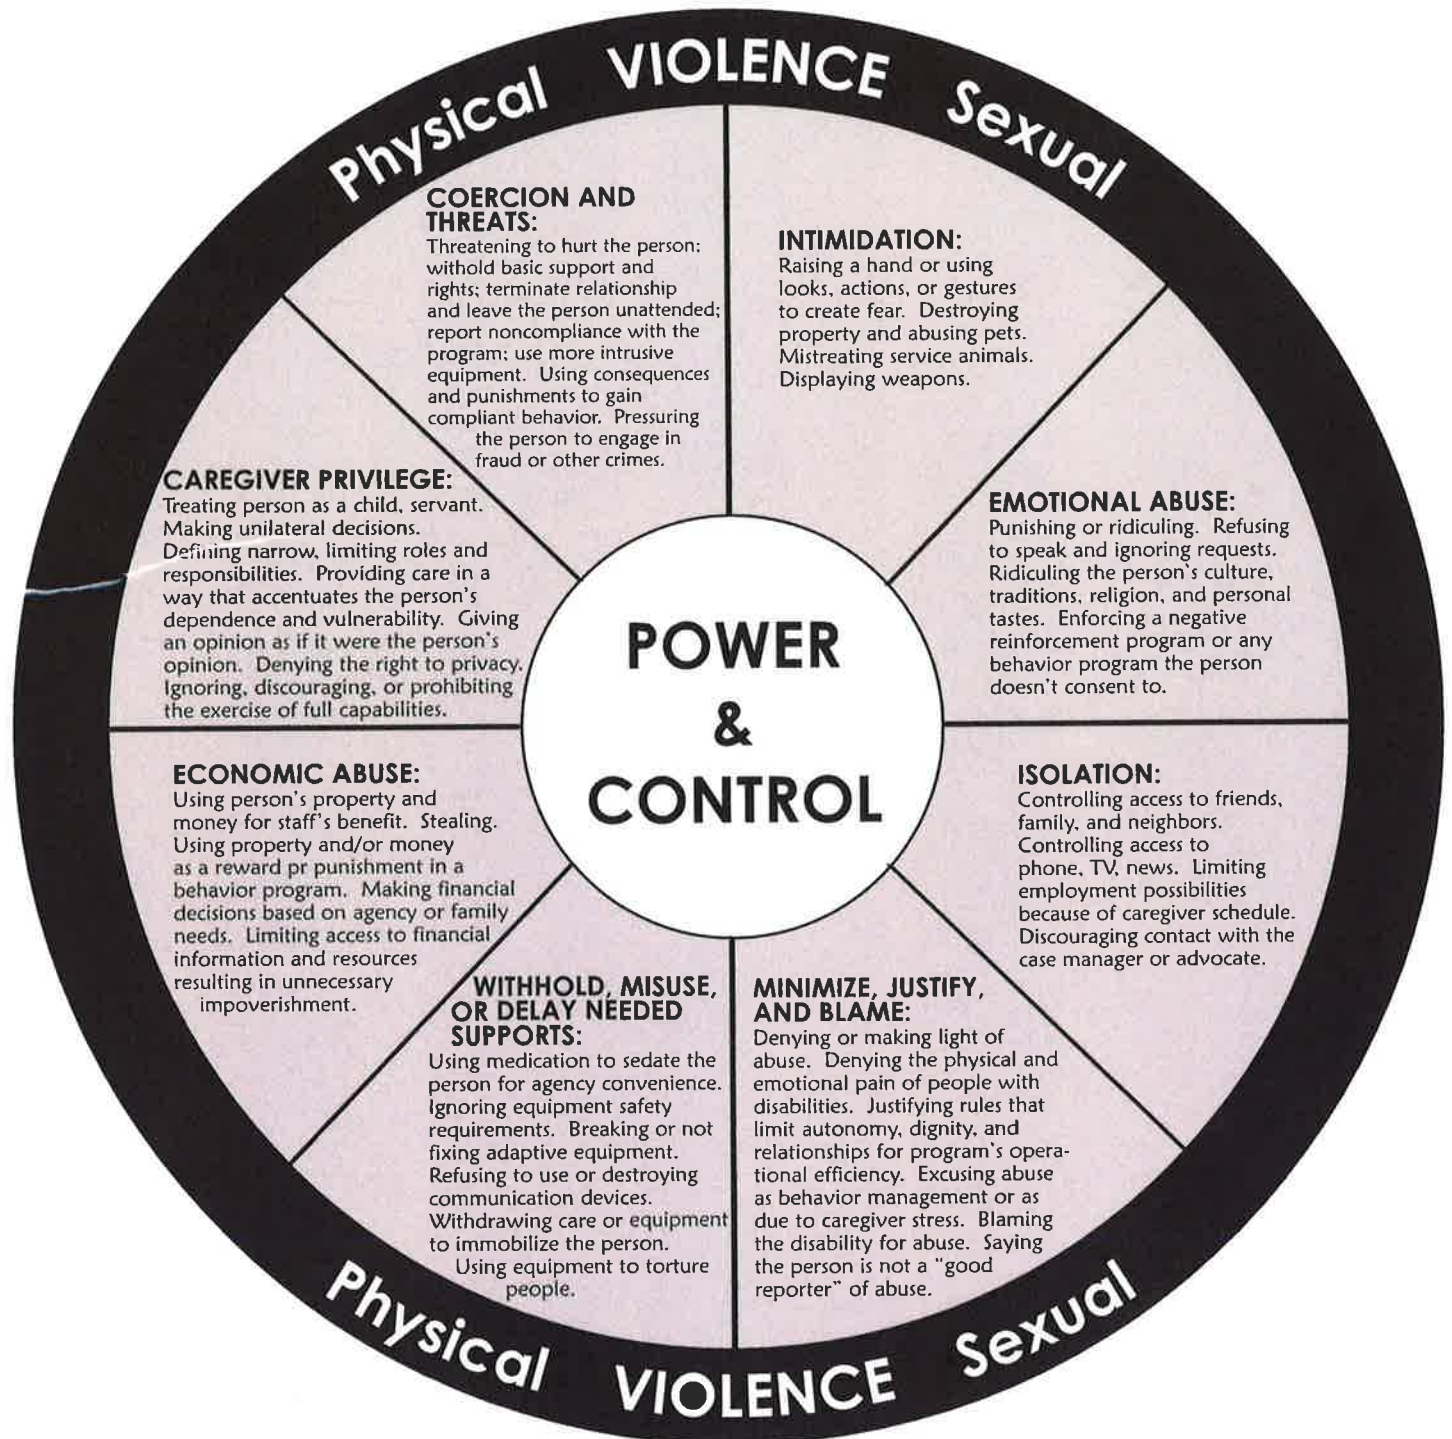 Physical VIOLENCE Sexual
COERCION AND
THREATS:
Threatening to hurt the person;
withold basic support and
rights; terminate relationship
and leave the person unattended;
report noncompliance with the
program; use more intrusive
equipment. Using consequences
and punishments to gain
compliant behavior. Pressuring
the person to engage in
fraud or other crimes.
INTIMIDATION:
Raising a hand or using
looks, actions, or gestures
to create fear. Destroying
property and abusing pets.
Mistreating service animals.
Displaying weapons.
CAREGIVER PRIVILEGE:
Treating person as a child, servant.
Making unilateral decisions.
Defining narrow, limiting roles and
responsibilities. Providing care in a
way that accentuates the person's
dependence and vulnerability. Giving
an opinion as if it were the person's
opinion. Denying the right to privacy.
Ignoring, discouraging, or prohibiting
the exercise of full capabilities.
EMOTIONAL ABUSE:
Punishing or ridiculing. Refusing
to speak and ignoring requests.
Ridiculing the person's culture,
traditions, religion, and personal
tastes. Enforcing a negative
reinforcement program or any
behavior program the person
doesn't consent to.
POWER
&
CONTROL
ECONOMIC ABUSE:
Using person's property and
money for staff's benefit. Stealing.
Using property and/or money
as a reward pr punishment in a
behavior program. Making financial
decisions based on agency or family
needs. Limiting access to financial
information and resources
resulting in unnecessary
impoverishment.
ISOLATION:
Controlling access to friends,
family, and neighbors.
Controlling access to
phone, TV, news. Limiting
employment possibilities
because of caregiver schedule.
Discouraging contact with the
case manager or advocate.
WITHHOLD, MISUSE,
OR DELAY NEEDED
SUPPORTS:
Using medication to sedate the
person for agency convenience.
Ignoring equipment safety
requirements. Breaking or not
fixing adaptive equipment.
Refusing to use or destroying
communication devices.
Withdrawing care or equipment
to immobilize the person.
Using equipment to torture
people.
MINIMIZE, JUSTIFY,
AND BLAME:
Denying or making light of
abuse. Denying the physical and
emotional pain of people with
disabilities. Justifying rules that
limit autonomy, dignity, and
relationships for program's opera-
tional efficiency. Excusing abuse
as behavior management or as
due to caregiver stress. Blaming
the disability for abuse. Saying
the person is not a "good
reporter" of abuse.
Physical VIOLENCE Sexual